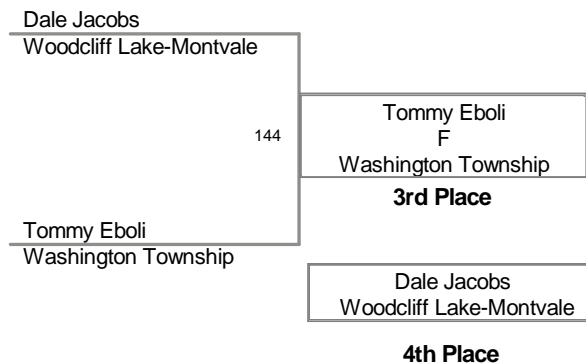 Dale Jacobs
Woodcliff Lake-Montvale
144
Tommy Eboli
F
Washington Township
3rd Place
Tommy Eboli
Washington Township
Dale Jacobs
Woodcliff Lake-Montvale
4th Place